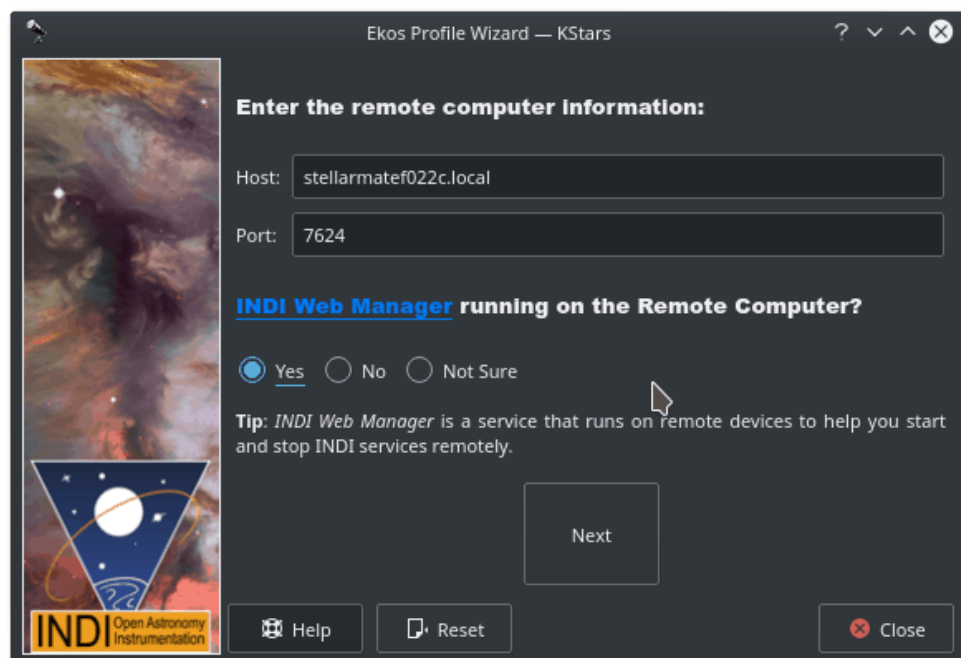 Ekos Profile Wizard — KStars
Enter the remote computer information:
Host: stellarmatef022c.local
Port: 7624
INDI Web Manager running on the Remote Computer?
Yes No Not Sure
Tip: INDI Web Manager is a service that runs on remote devices to help you start
and stop INDI services remotely.
Next
INDI Open Astronomy
Instrumentation
Help Reset Close